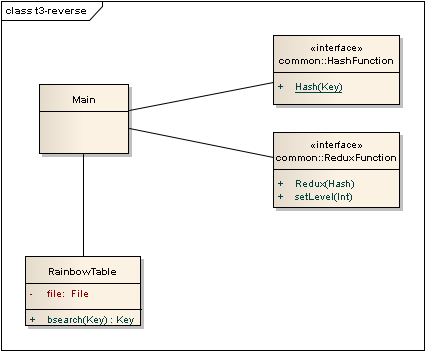 class t3-reverse
Main
«interface»
common::HashFunction
+ Hash(Key)
«interface»
common::ReduxFunction
+ Redux(Hash)
+ setLevel(Int)
RainbowTable
- file: File
+ bsearch(Key) : Key